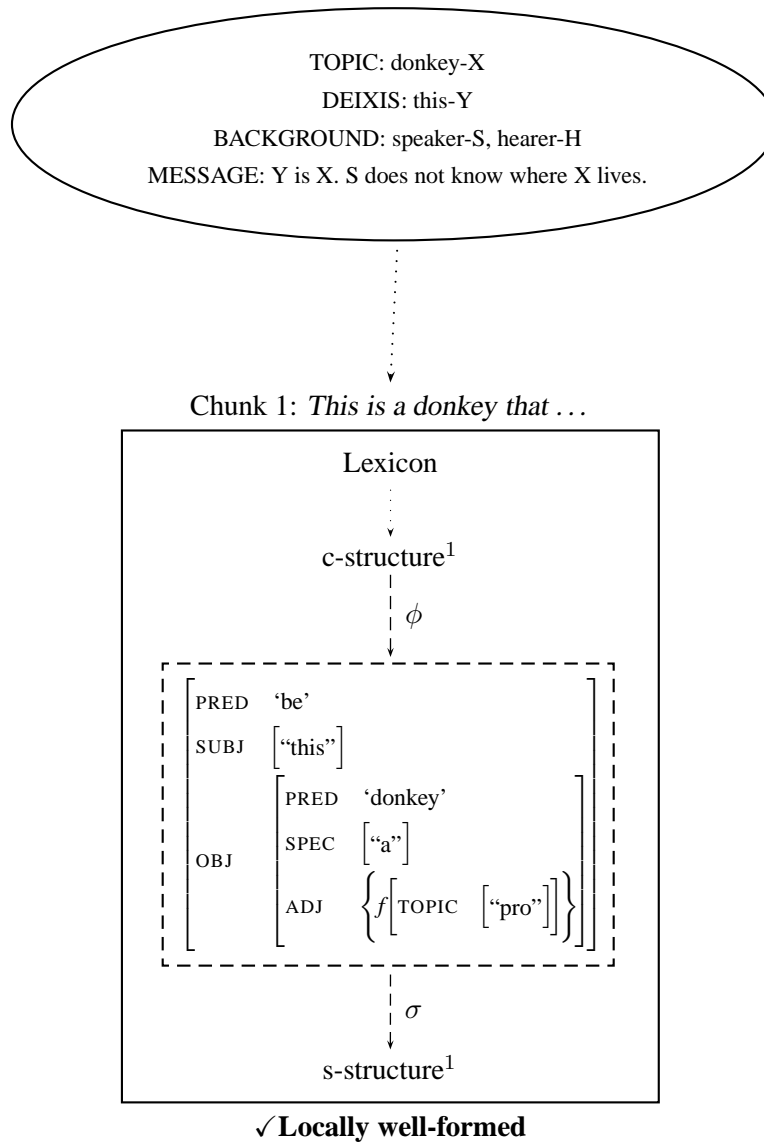 TOPIC: donkey-X
DEIXIS: this-Y
BACKGROUND: speaker-S, hearer-H
MESSAGE: Y is X. S does not know where X lives.
Chunk 1: This is a donkey that ...
Lexicon
c-structure¹
ϕ
PRED ‘be’
SUBJ [“this”]
PRED ‘donkey’
SPEC [“a”]
OBJ
ADJ {f[TOPIC [“pro”]]}
σ
s-structure¹
✓Locally well-formed